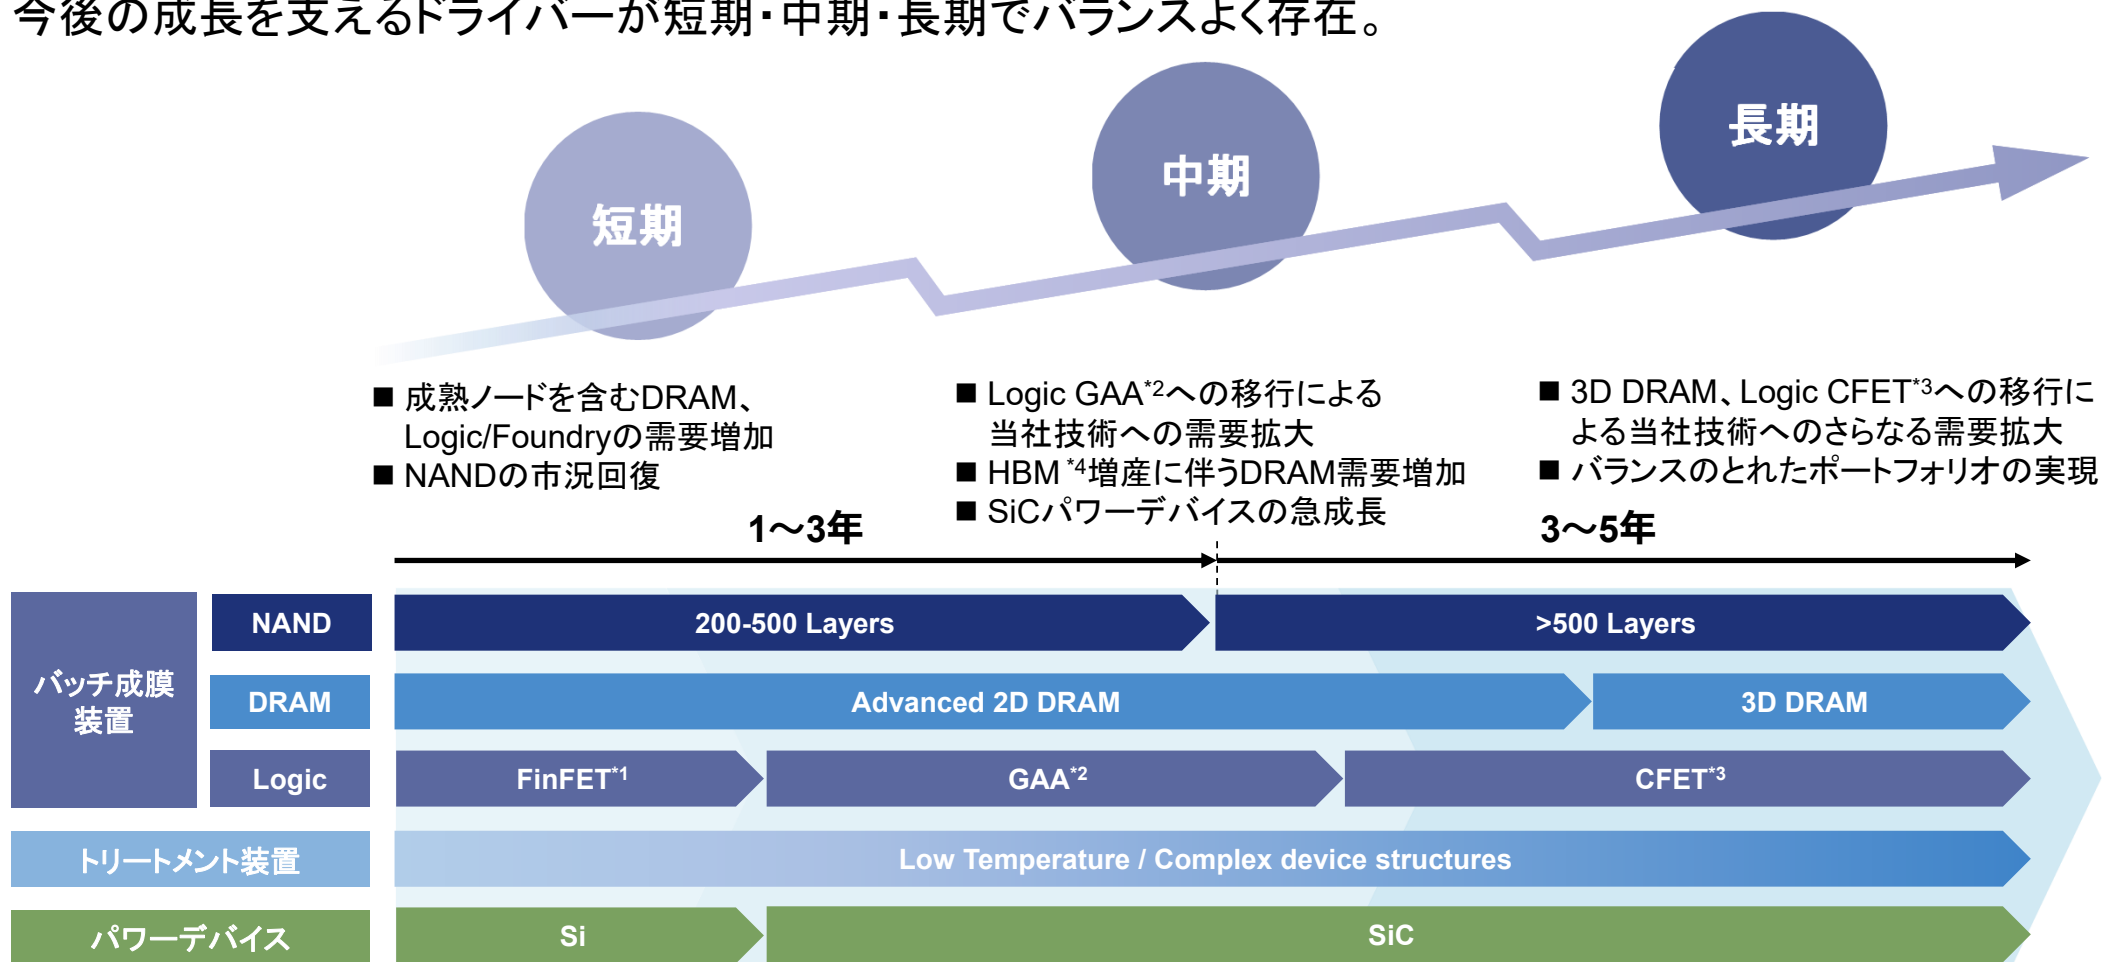 今後の成長を支えるドライバーが短期・中期・長期でバランスよく存在。
短期
中期
長期
■ 成熟ノードを含むDRAM、
Logic/Foundryの需要増加
■ NANDの市況回復
■ Logic GAA*2への移行による
当社技術への需要拡大
■ HBM*4増産に伴うDRAM需要増加
■ SiCパワーデバイスの急成長
■ 3D DRAM、Logic CFET*3への移行に
よる当社技術へのさらなる需要拡大
■ バランスのとれたポートフォリオの実現
1～3年
3～5年
バッチ成膜
装置
NAND
200-500 Layers
>500 Layers
DRAM
Advanced 2D DRAM
3D DRAM
Logic
FinFET*1
GAA*2
CFET*3
トリートメント装置
Low Temperature / Complex device structures
パワーデバイス
Si
SiC